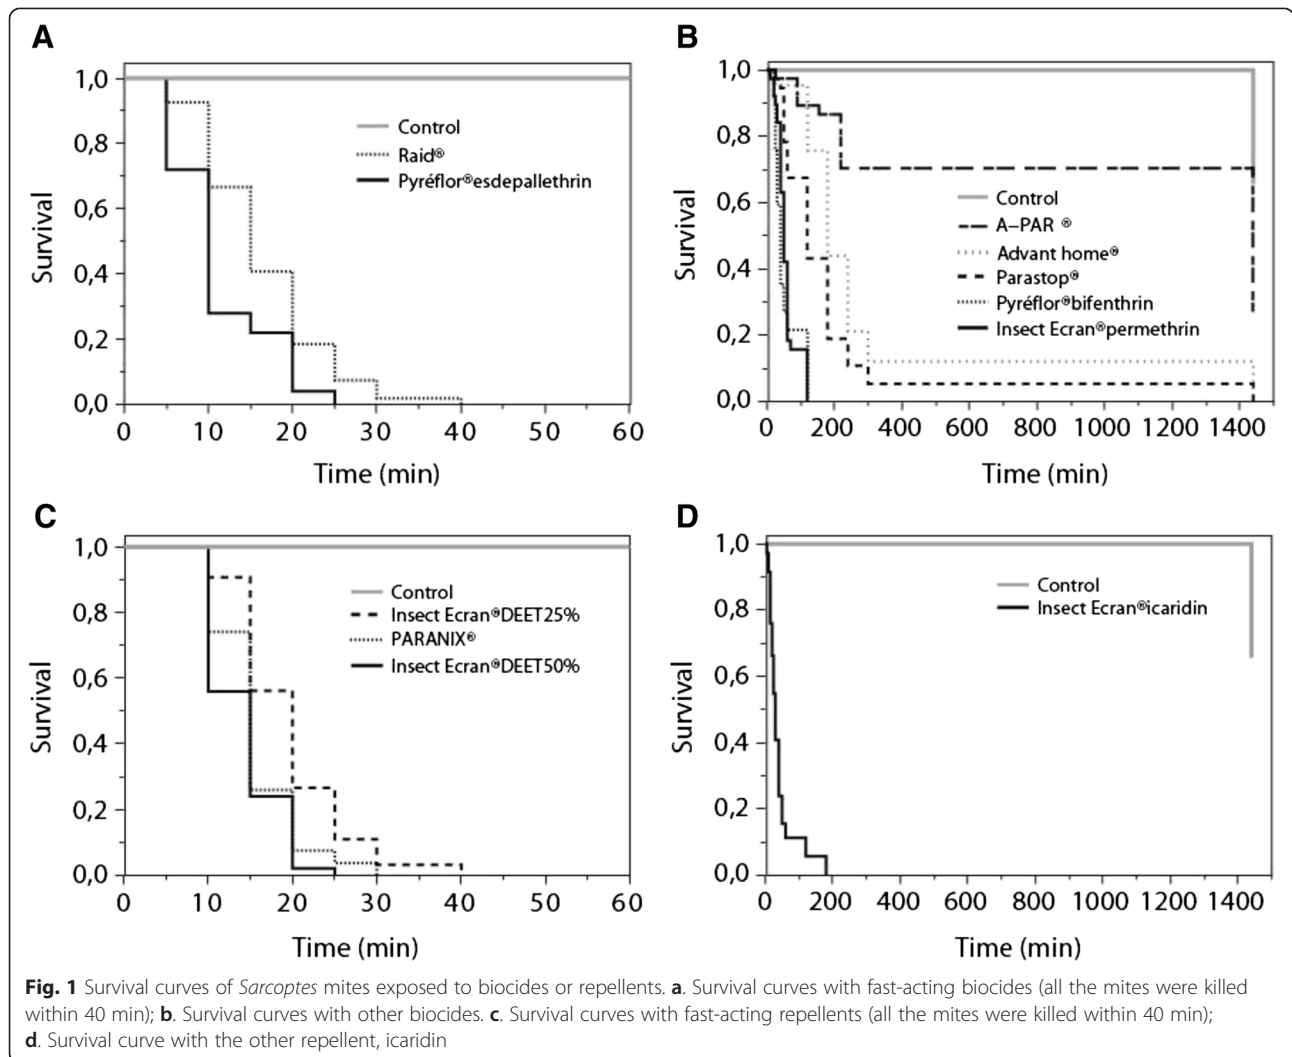 A
Survival
1,0
0,8
0,6
0,4
0,2
0,0
Control
Raid®
Pyréflor®esdepallethrin
0 10 20 30 40 50 60
Time (min)
B
Survival
1,0
0,8
0,6
0,4
0,2
0,0
Control
A–PAR ®
Advant home®
Parastop®
Pyréflor®bifenthrin
Insect Ecran®permethrin
0 200 400 600 800 1000 1200 1400
Time (min)
C
Survival
1,0
0,8
0,6
0,4
0,2
0,0
Control
Insect Ecran®DEET25%
PARANIX®
Insect Ecran®DEET50%
0 10 20 30 40 50 60
Time (min)
D
Survival
1,0
0,8
0,6
0,4
0,2
0,0
Control
Insect Ecran®icaridin
0 200 400 600 800 1000 1200 1400
Time (min)
Fig. 1 Survival curves of Sarcoptes mites exposed to biocides or repellents. a. Survival curves with fast-acting biocides (all the mites were killed
within 40 min); b. Survival curves with other biocides. c. Survival curves with fast-acting repellents (all the mites were killed within 40 min);
d. Survival curve with the other repellent, icaridin